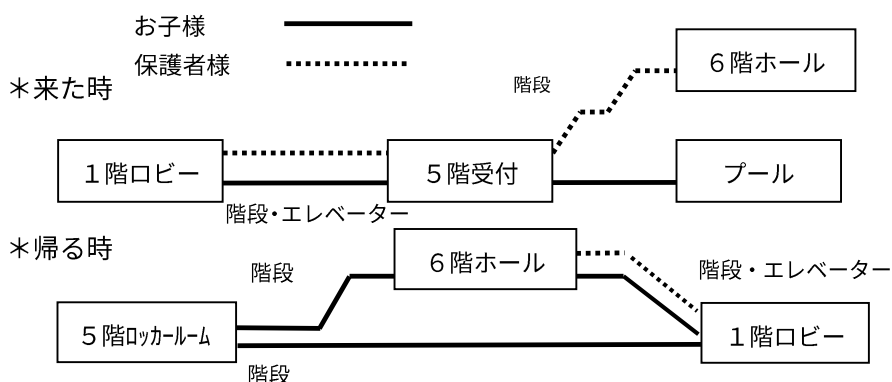 お子様
保護者様
＊来た時
階段
６階ホール
１階ロビー
５階受付
プール
階段・エレベーター
＊帰る時
階段
６階ホール
階段・エレベーター
５階ロッカールーム
１階ロビー
階段